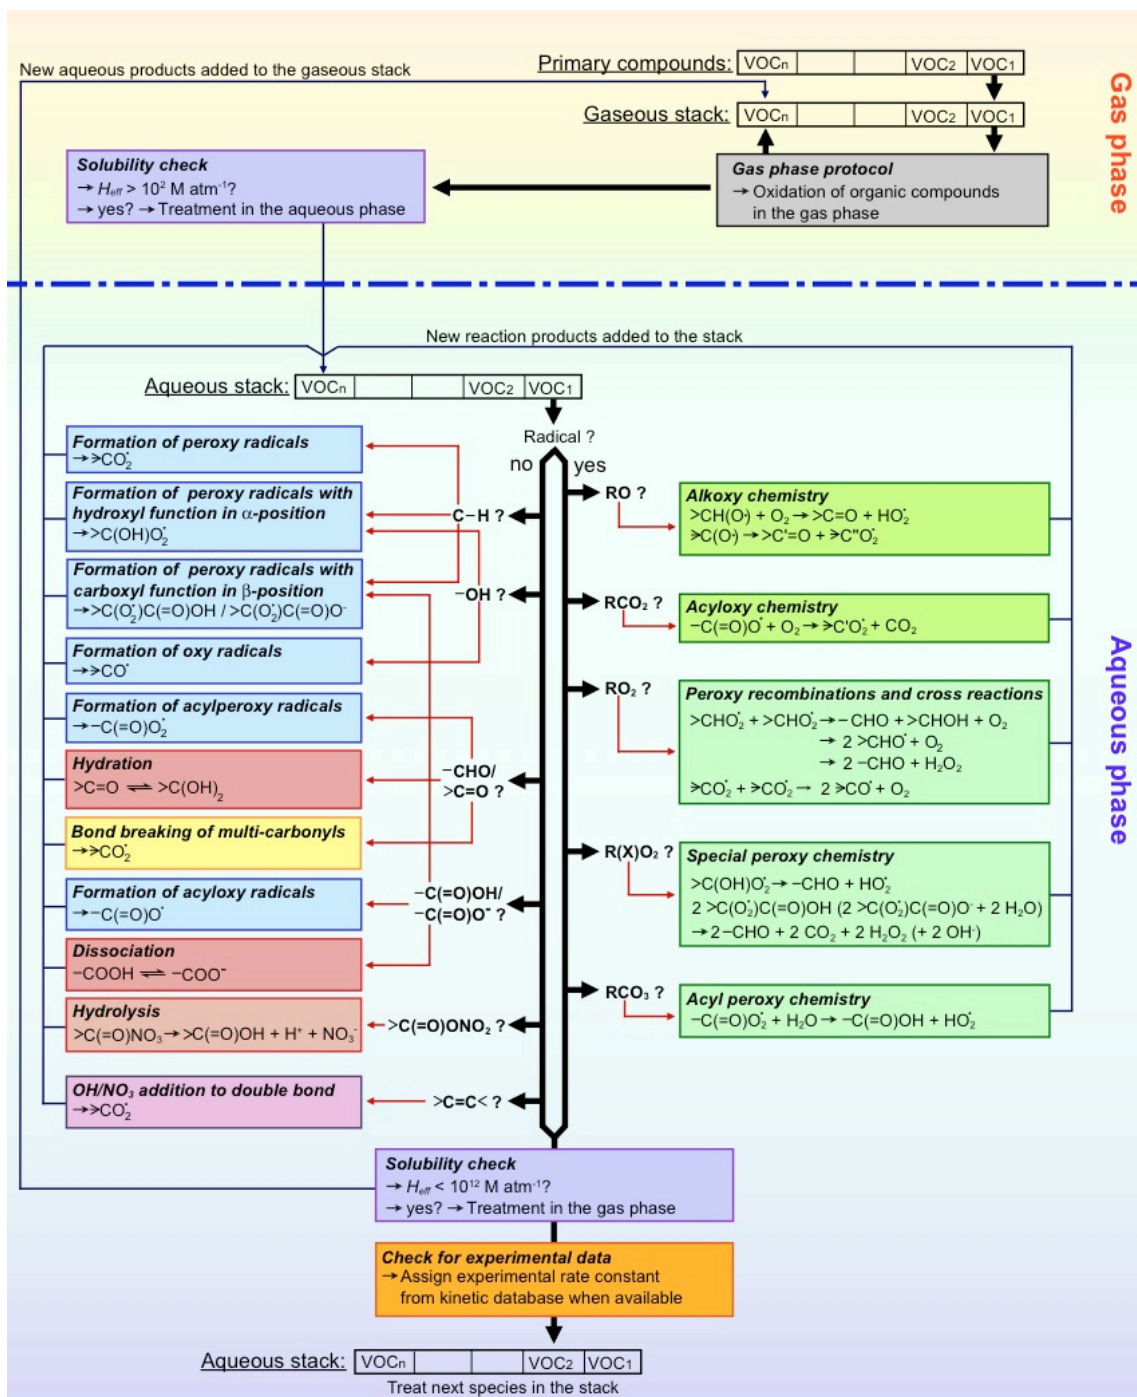 Primary compounds: VOCn VOC2 VOC1
New aqueous products added to the gaseous stack
Gaseous stack: VOCn VOC2 VOC1
Gas phase
Solubility check
→ Heff > 10² M atm⁻¹?
→ yes? → Treatment in the aqueous phase
Gas phase protocol
→ Oxidation of organic compounds
in the gas phase
New reaction products added to the stack
Aqueous stack: VOCn VOC2 VOC1
Radical ?
no yes
Aqueous phase
Formation of peroxy radicals
→⪢CO₂•
Formation of peroxy radicals with
hydroxyl function in α-position
→>C(OH)O₂•
Formation of peroxy radicals with
carboxyl function in β-position
→>C(O₂•)C(=O)OH / >C(O₂•)C(=O)O⁻
Formation of oxy radicals
→⪢CO•
Formation of acylperoxy radicals
→−C(=O)O₂•
Hydration
>C=O ⇌ >C(OH)₂
Bond breaking of multi-carbonyls
→⪢CO₂•
Formation of acyloxy radicals
→−C(=O)O•
Dissociation
−COOH ⇌ −COO⁻
Hydrolysis
>C(=O)NO₃→>C(=O)OH + H⁺ + NO₃⁻
OH/NO₃ addition to double bond
→⪢CO₂•
C−H ?
−OH ?
−CHO/
>C=O ?
−C(=O)OH/
−C(=O)O⁻ ?
>C(=O)ONO₂ ?
>C=C< ?
RO ?
Alkoxy chemistry
>CH(O•) + O₂ → >C=O + HO₂•
⪢C(O•) → >C'=O + ⪢C"O₂•
RCO₂ ?
Acyloxy chemistry
−C(=O)O• + O₂ → ⪢C'O₂• + CO₂
RO₂ ?
Peroxy recombinations and cross reactions
>CHO₂• + >CHO₂• → −CHO + >CHOH + O₂
→ 2 >CHO• + O₂
→ 2 −CHO + H₂O₂
⪢CO₂• + ⪢CO₂• → 2 ⪢CO• + O₂
R(X)O₂ ?
Special peroxy chemistry
>C(OH)O₂• → −CHO + HO₂•
2 >C(O₂•)C(=O)OH (2 >C(O₂•)C(=O)O⁻ + 2 H₂O)
→ 2 −CHO + 2 CO₂ + 2 H₂O₂ (+ 2 OH⁻)
RCO₃ ?
Acyl peroxy chemistry
−C(=O)O₂• + H₂O → −C(=O)OH + HO₂•
Solubility check
→ Heff < 10¹² M atm⁻¹?
→ yes? → Treatment in the gas phase
Check for experimental data
→ Assign experimental rate constant
from kinetic database when available
Aqueous stack: VOCn VOC2 VOC1
Treat next species in the stack